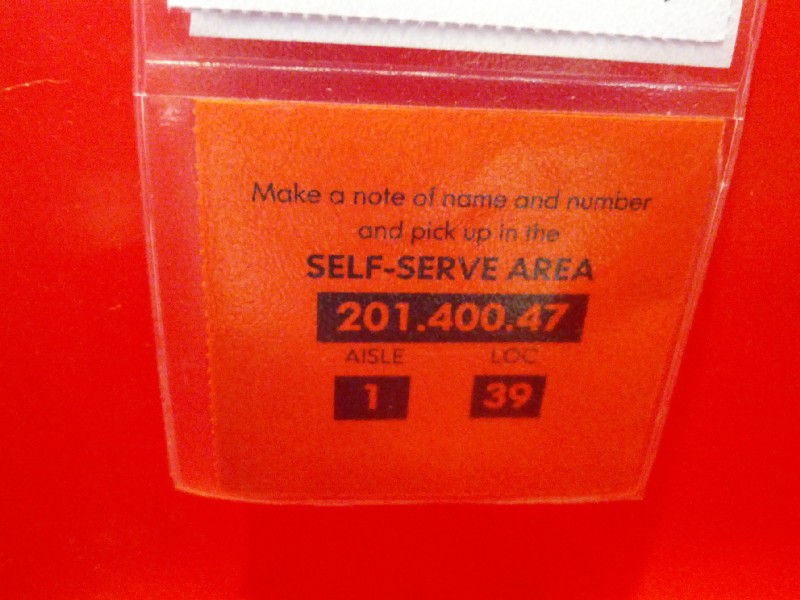 Make a note of name and number
and pick up in the
SELF-SERVE AREA
201.400.47
AISLE LOC
1 39